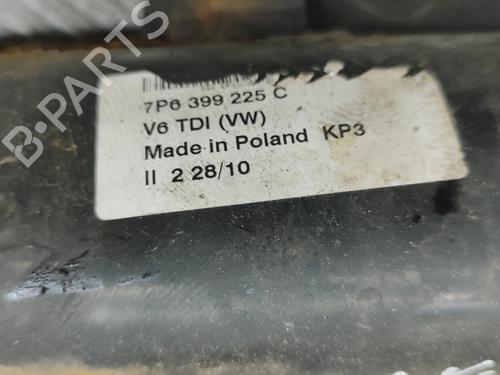 7P6 399 225 C
V6 TDI (VW)
Made in Poland KP3
II 2 28/10
B-PARTS